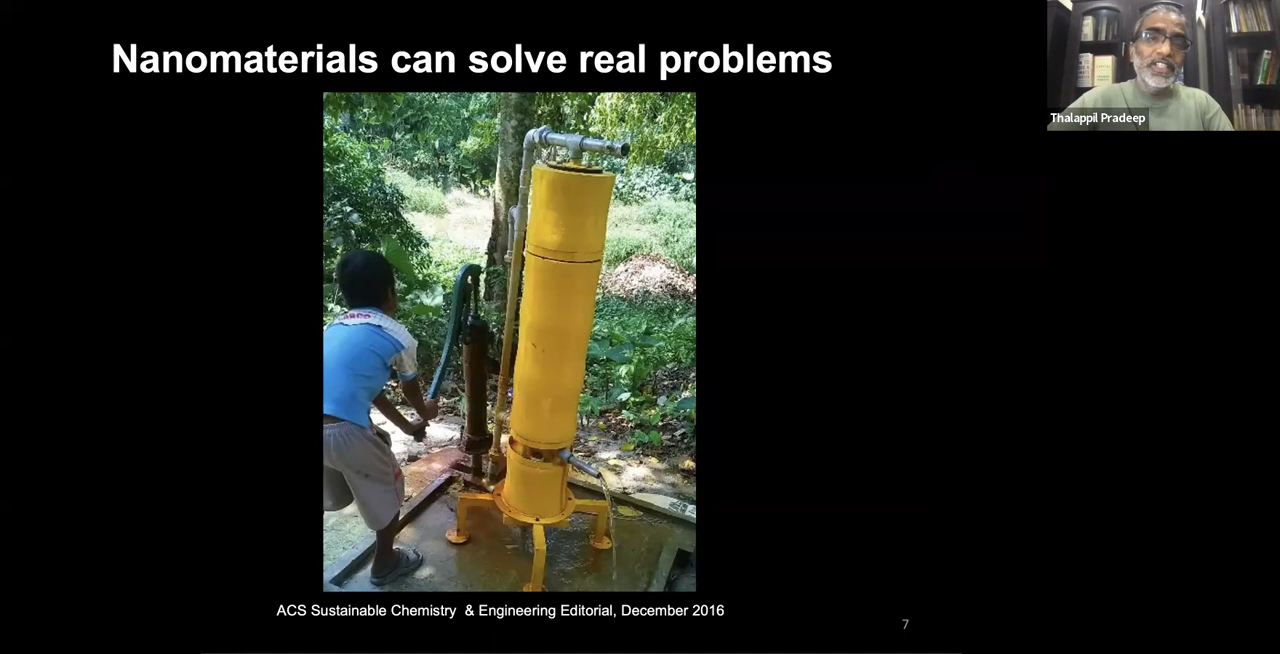 Nanomaterials can solve real problems
Thalappil Pradeep
ACS Sustainable Chemistry & Engineering Editorial, December 2016
7